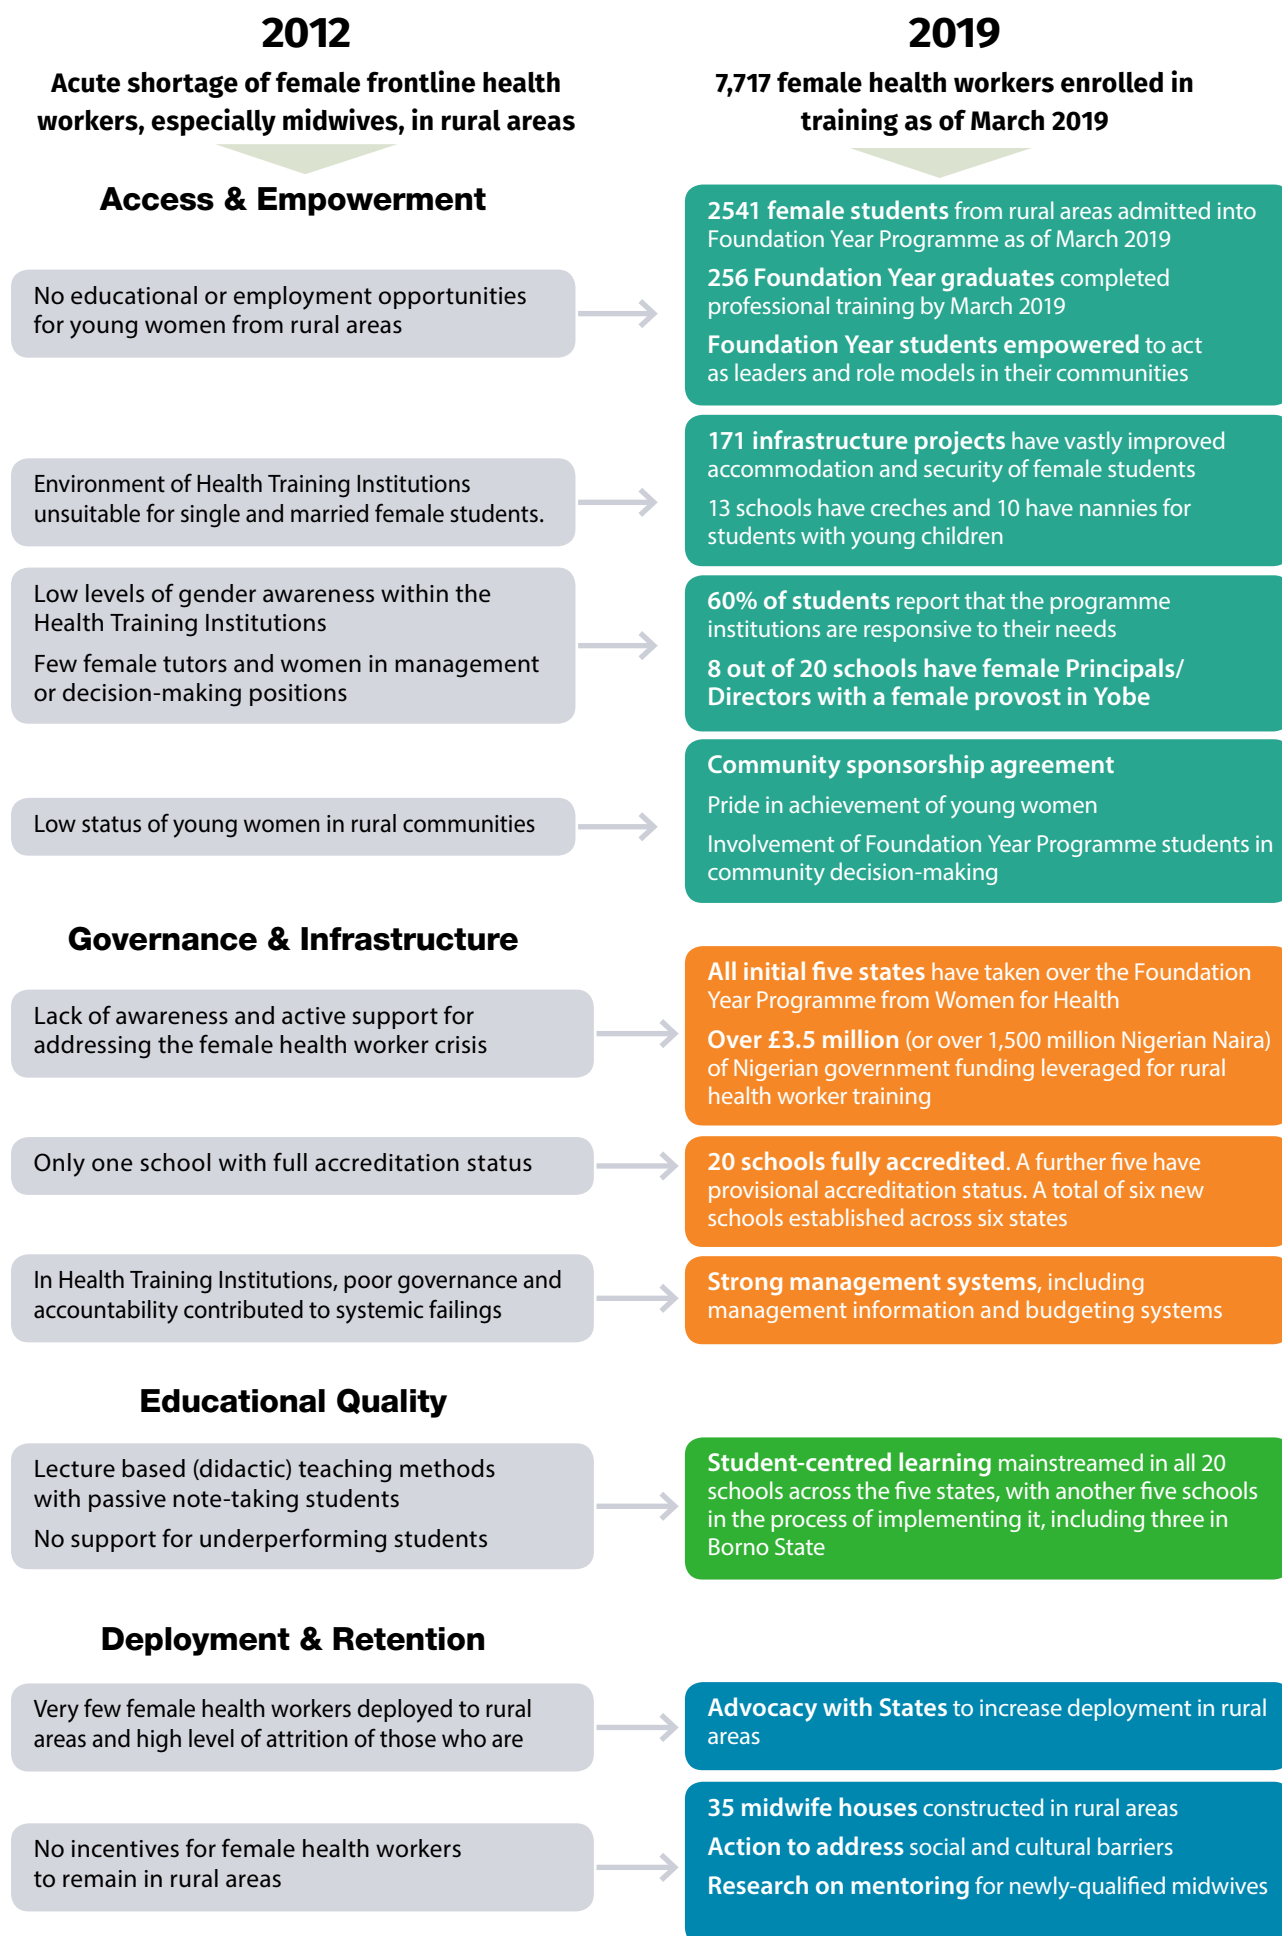 2012
Acute shortage of female frontline health
workers, especially midwives, in rural areas
2019
7,717 female health workers enrolled in
training as of March 2019
Access & Empowerment
No educational or employment opportunities
for young women from rural areas
2541 female students from rural areas admitted into
Foundation Year Programme as of March 2019
256 Foundation Year graduates completed
professional training by March 2019
Foundation Year students empowered to act
as leaders and role models in their communities
Environment of Health Training Institutions
unsuitable for single and married female students.
171 infrastructure projects have vastly improved
accommodation and security of female students
13 schools have creches and 10 have nannies for
students with young children
Low levels of gender awareness within the
Health Training Institutions
Few female tutors and women in management
or decision-making positions
60% of students report that the programme
institutions are responsive to their needs
8 out of 20 schools have female Principals/
Directors with a female provost in Yobe
Low status of young women in rural communities
Community sponsorship agreement
Pride in achievement of young women
Involvement of Foundation Year Programme students in
community decision-making
Governance & Infrastructure
Lack of awareness and active support for
addressing the female health worker crisis
All initial five states have taken over the Foundation
Year Programme from Women for Health
Over £3.5 million (or over 1,500 million Nigerian Naira)
of Nigerian government funding leveraged for rural
health worker training
Only one school with full accreditation status
20 schools fully accredited. A further five have
provisional accreditation status. A total of six new
schools established across six states
In Health Training Institutions, poor governance and
accountability contributed to systemic failings
Strong management systems, including
management information and budgeting systems
Educational Quality
Lecture based (didactic) teaching methods
with passive note-taking students
No support for underperforming students
Student-centred learning mainstreamed in all 20
schools across the five states, with another five schools
in the process of implementing it, including three in
Borno State
Deployment & Retention
Very few female health workers deployed to rural
areas and high level of attrition of those who are
Advocacy with States to increase deployment in rural
areas
No incentives for female health workers
to remain in rural areas
35 midwife houses constructed in rural areas
Action to address social and cultural barriers
Research on mentoring for newly-qualified midwives